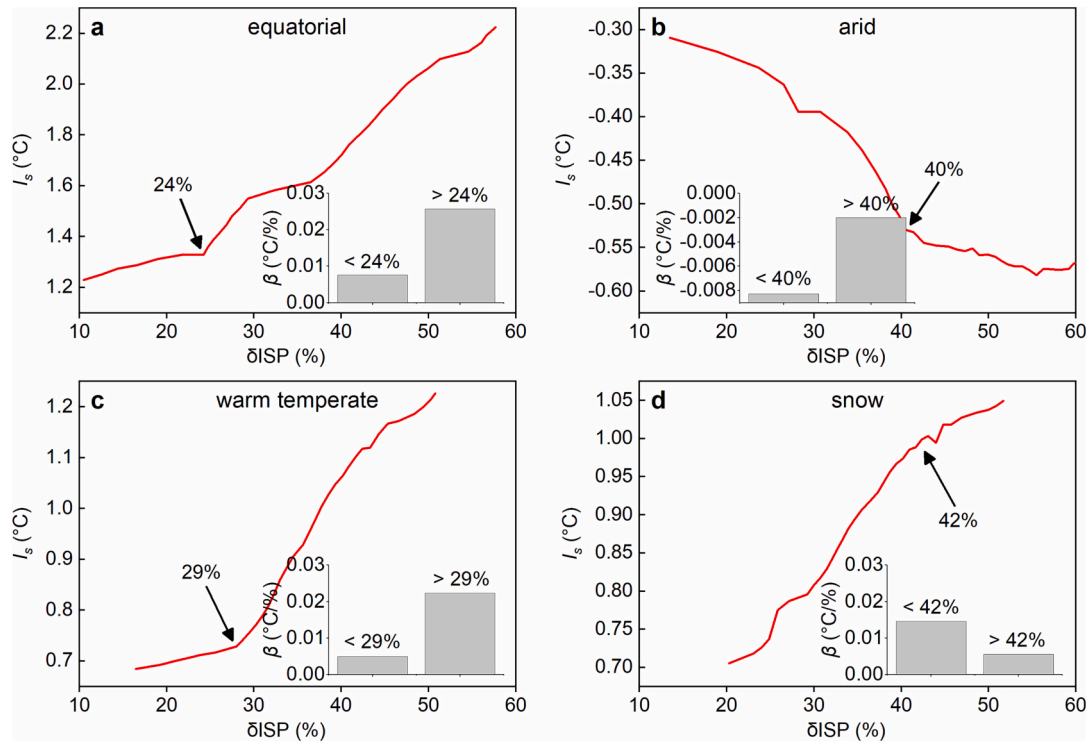 a equatorial
2.2
2.0
1.8
1.6
1.4
1.2
Is (°C)
24%
0.03
0.02
0.01
0.00
β (°C/%)
< 24%
> 24%
10 20 30 40 50 60
δISP (%)
b arid
-0.30
-0.35
-0.40
-0.45
-0.50
-0.55
-0.60
Is (°C)
40%
0.000
-0.002
-0.004
-0.006
-0.008
β (°C/%)
< 40%
> 40%
10 20 30 40 50 60
δISP (%)
c warm temperate
1.2
1.1
1.0
0.9
0.8
0.7
Is (°C)
29%
0.03
0.02
0.01
0.00
β (°C/%)
< 29%
> 29%
10 20 30 40 50 60
δISP (%)
d snow
1.05
1.00
0.95
0.90
0.85
0.80
0.75
0.70
Is (°C)
42%
0.03
0.02
0.01
0.00
β (°C/%)
< 42%
> 42%
10 20 30 40 50 60
δISP (%)